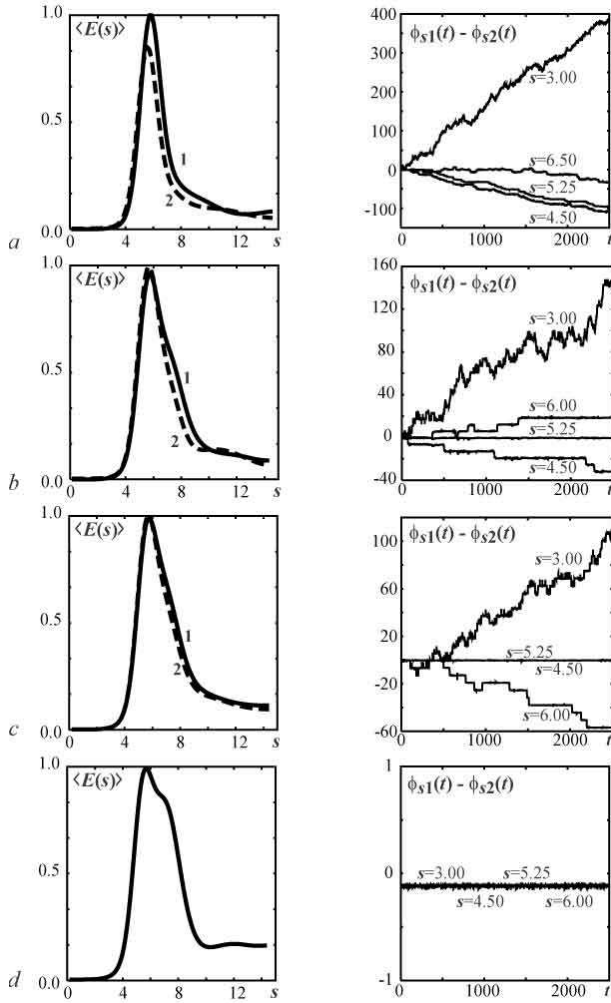 ⟨E(s)⟩
1.0
0.5
0.0
0 4 8 12 s
1
2
a
ϕs1(t) - ϕs2(t)
400
300
200
100
0
-100
0 1000 2000 t
s=3.00
s=6.50
s=5.25
s=4.50
⟨E(s)⟩
1.0
0.5
0.0
0 4 8 12 s
1
2
b
ϕs1(t) - ϕs2(t)
160
120
80
40
0
-40
0 1000 2000 t
s=3.00
s=6.00
s=5.25
s=4.50
⟨E(s)⟩
1.0
0.5
0.0
0 4 8 12 s
1
2
c
ϕs1(t) - ϕs2(t)
100
60
20
-20
-60
0 1000 2000 t
s=3.00
s=5.25
s=4.50
s=6.00
⟨E(s)⟩
1.0
0.5
0.0
0 4 8 12 s
d
ϕs1(t) - ϕs2(t)
1
0
-1
0 1000 2000 t
s=3.00 s=5.25
s=4.50 s=6.00